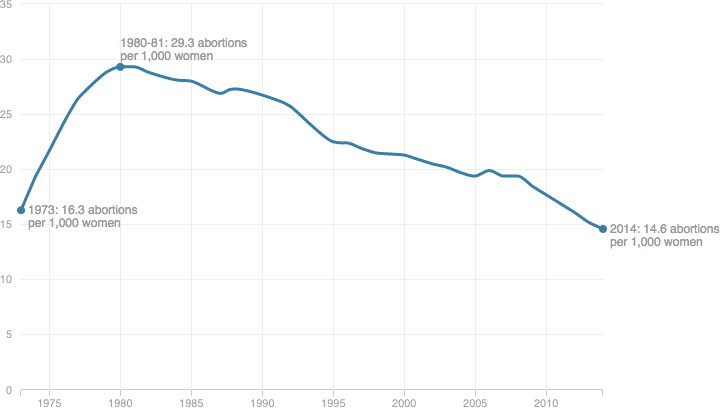 35
1980-81: 29.3 abortions
per 1,000 women
30
25
20
1973: 16.3 abortions
per 1,000 women
15
2014: 14.6 abortions
per 1,000 women
10
5
0
1975 1980 1985 1990 1995 2000 2005 2010